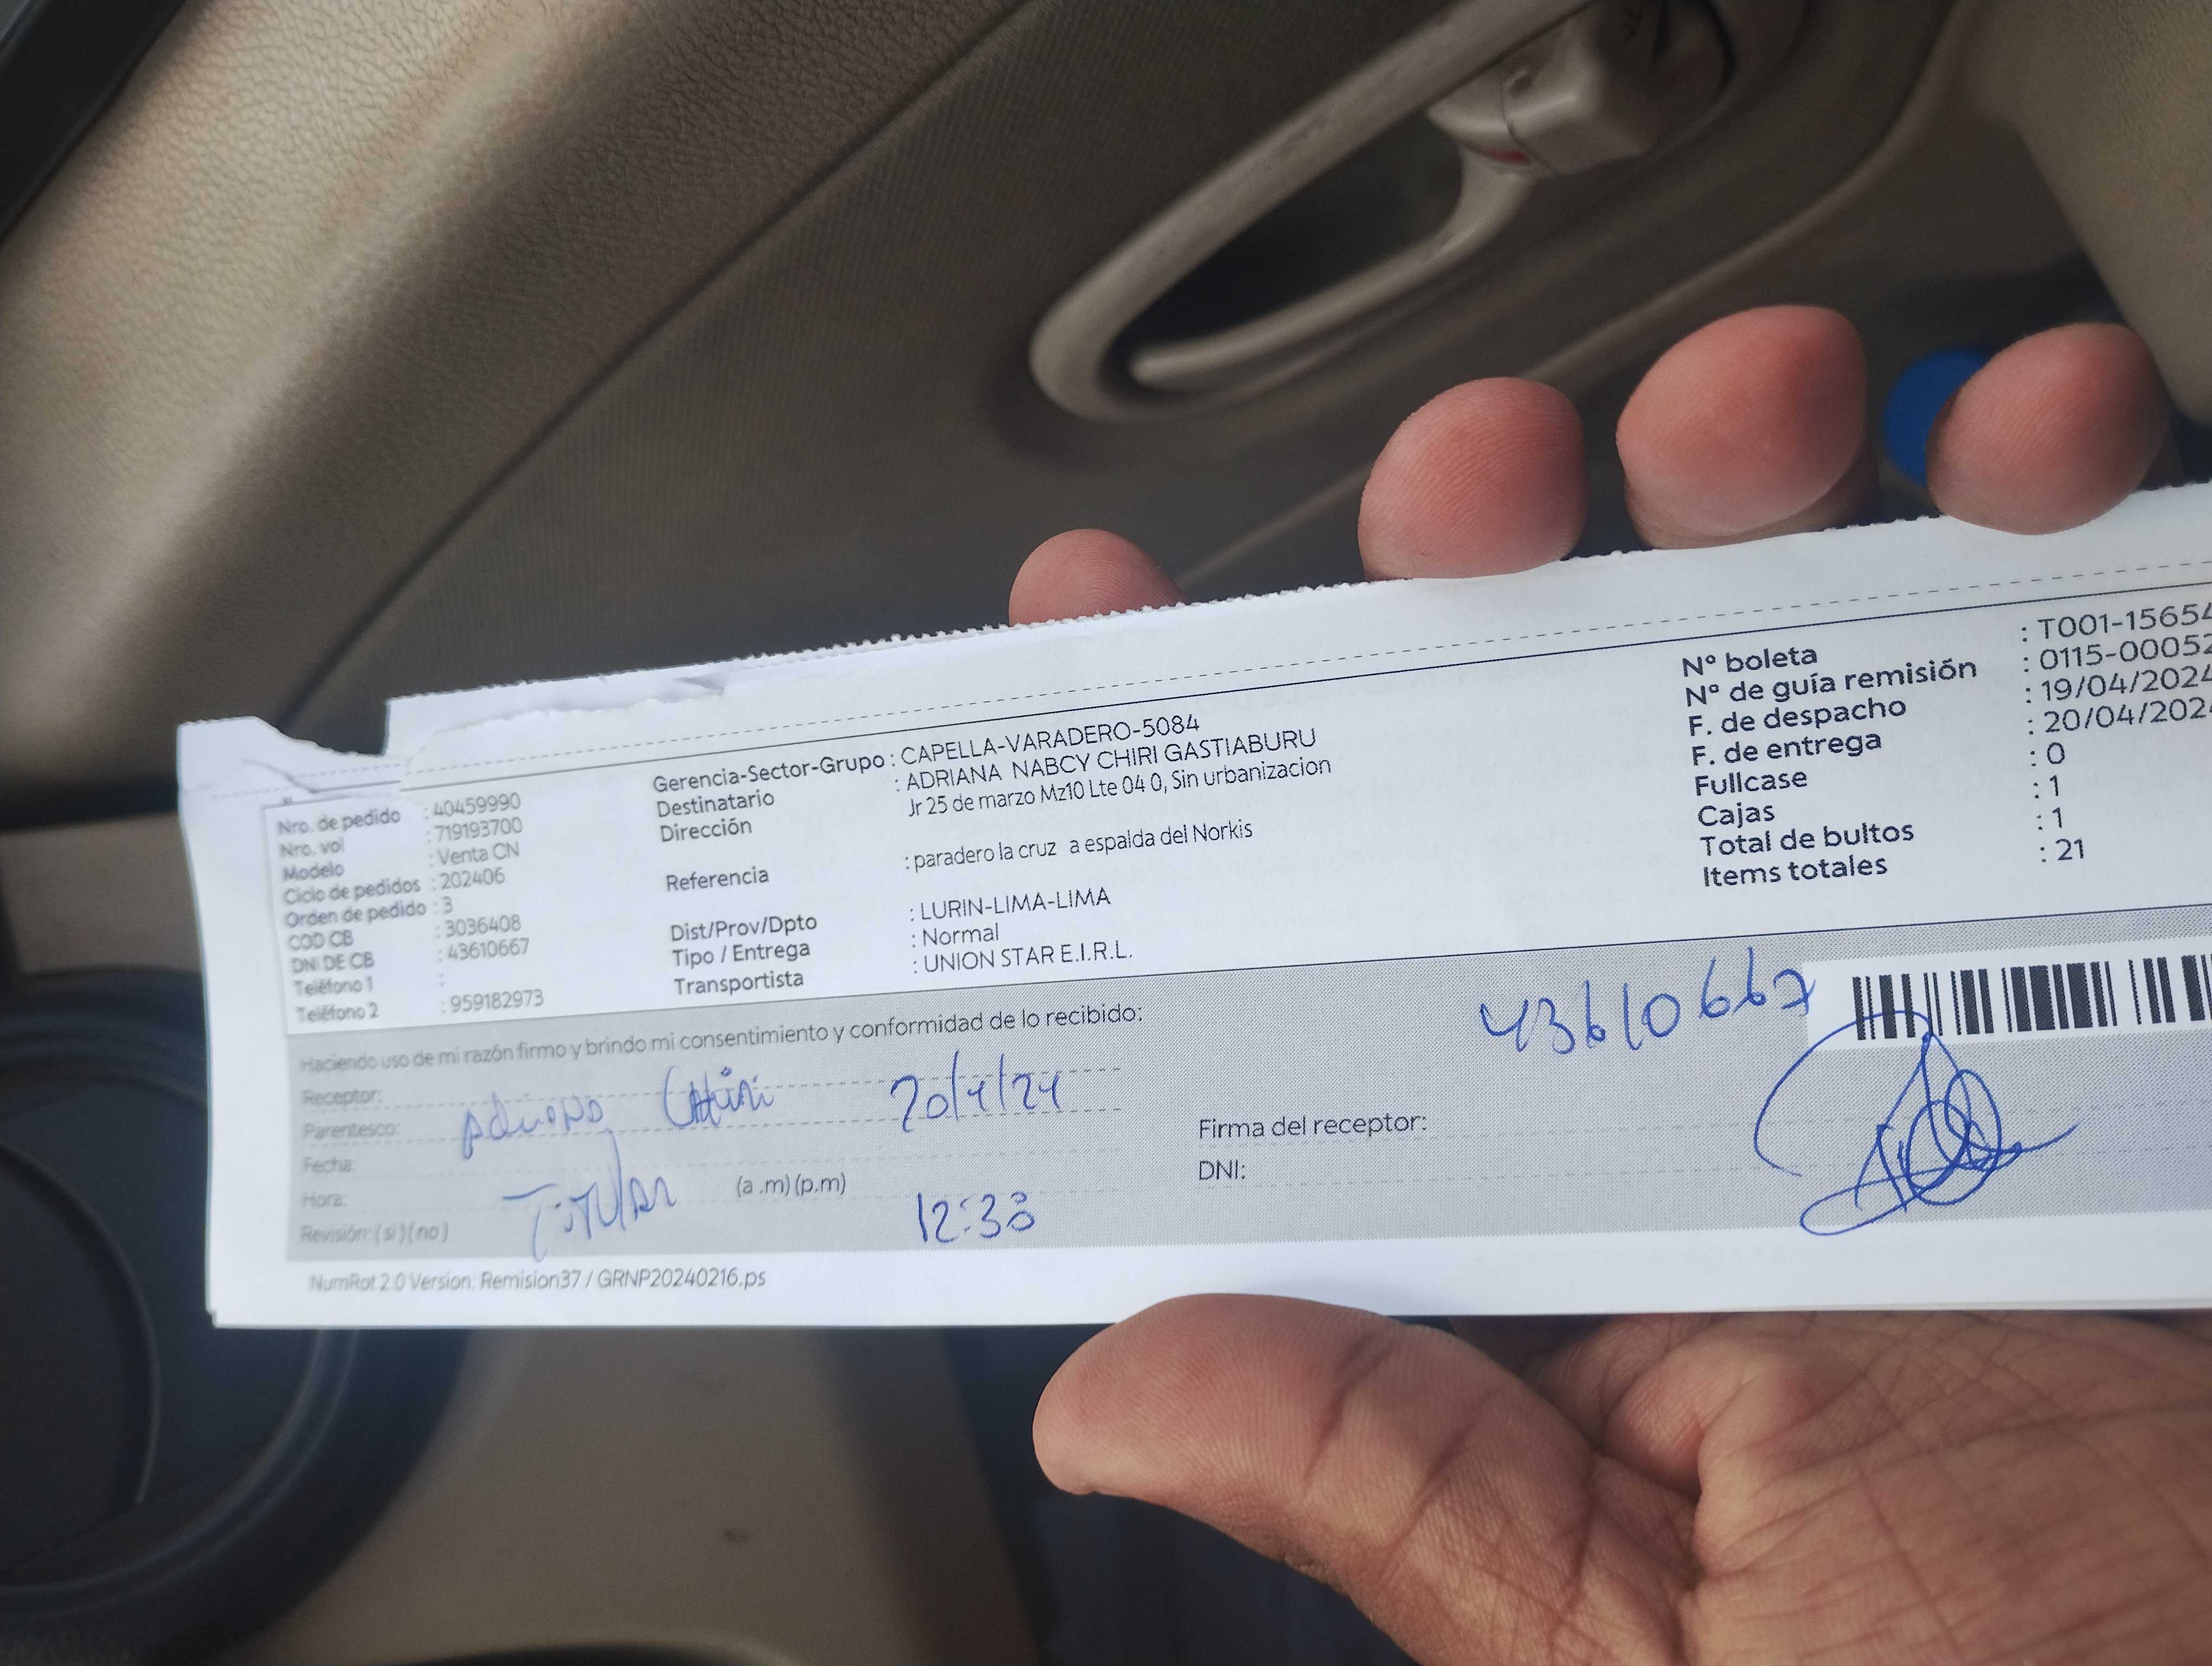 Nro. de pedido : 40459990
Nro. vol : 719193700
Modelo : Venta CN
Ciclo de pedidos : 202406
Orden de pedido : 3
COD CB : 3036408
DNI DE CB : 43610667
Teléfono 1 :
Teléfono 2 : 959182973
Gerencia-Sector-Grupo : CAPELLA-VARADERO-5084
Destinatario : ADRIANA NABCY CHIRI GASTIABURU
Dirección Jr 25 de marzo Mz10 Lte 04 0, Sin urbanizacion
Referencia : paradero la cruz a espalda del Norkis
Dist/Prov/Dpto : LURIN-LIMA-LIMA
Tipo / Entrega : Normal
Transportista : UNION STAR E.I.R.L.
N° boleta : T001-15654
N° de guía remisión : 0115-00052
F. de despacho : 19/04/2024
F. de entrega : 20/04/202
Fullcase : 0
Cajas : 1
Total de bultos : 1
Items totales : 21
Haciendo uso de mi razón firmo y brindo mi consentimiento y conformidad de lo recibido:
43610667
Receptor:
Parentesco: Adriana Chiri 20/4/24
Fecha:
Hora: Titular (a .m) (p.m) 12:33
Revisión: ( si ) ( no )
Firma del receptor:
DNI:
NumRot 2.0 Version: Remision37 / GRNP20240216.ps